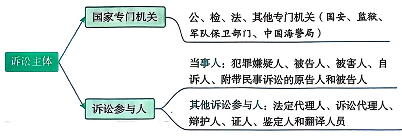 诉讼主体
国家专门机关
公、检、法、其他专门机关（国安、监狱、
军队保卫部门、中国海警局）
诉讼参与人
当事人：犯罪嫌疑人、被告人、被害人、自
诉人、附带民事诉讼的原告人和被告人
其他诉讼参与人：法定代理人、诉讼代理人、
辩护人、证人、鉴定人和翻译人员